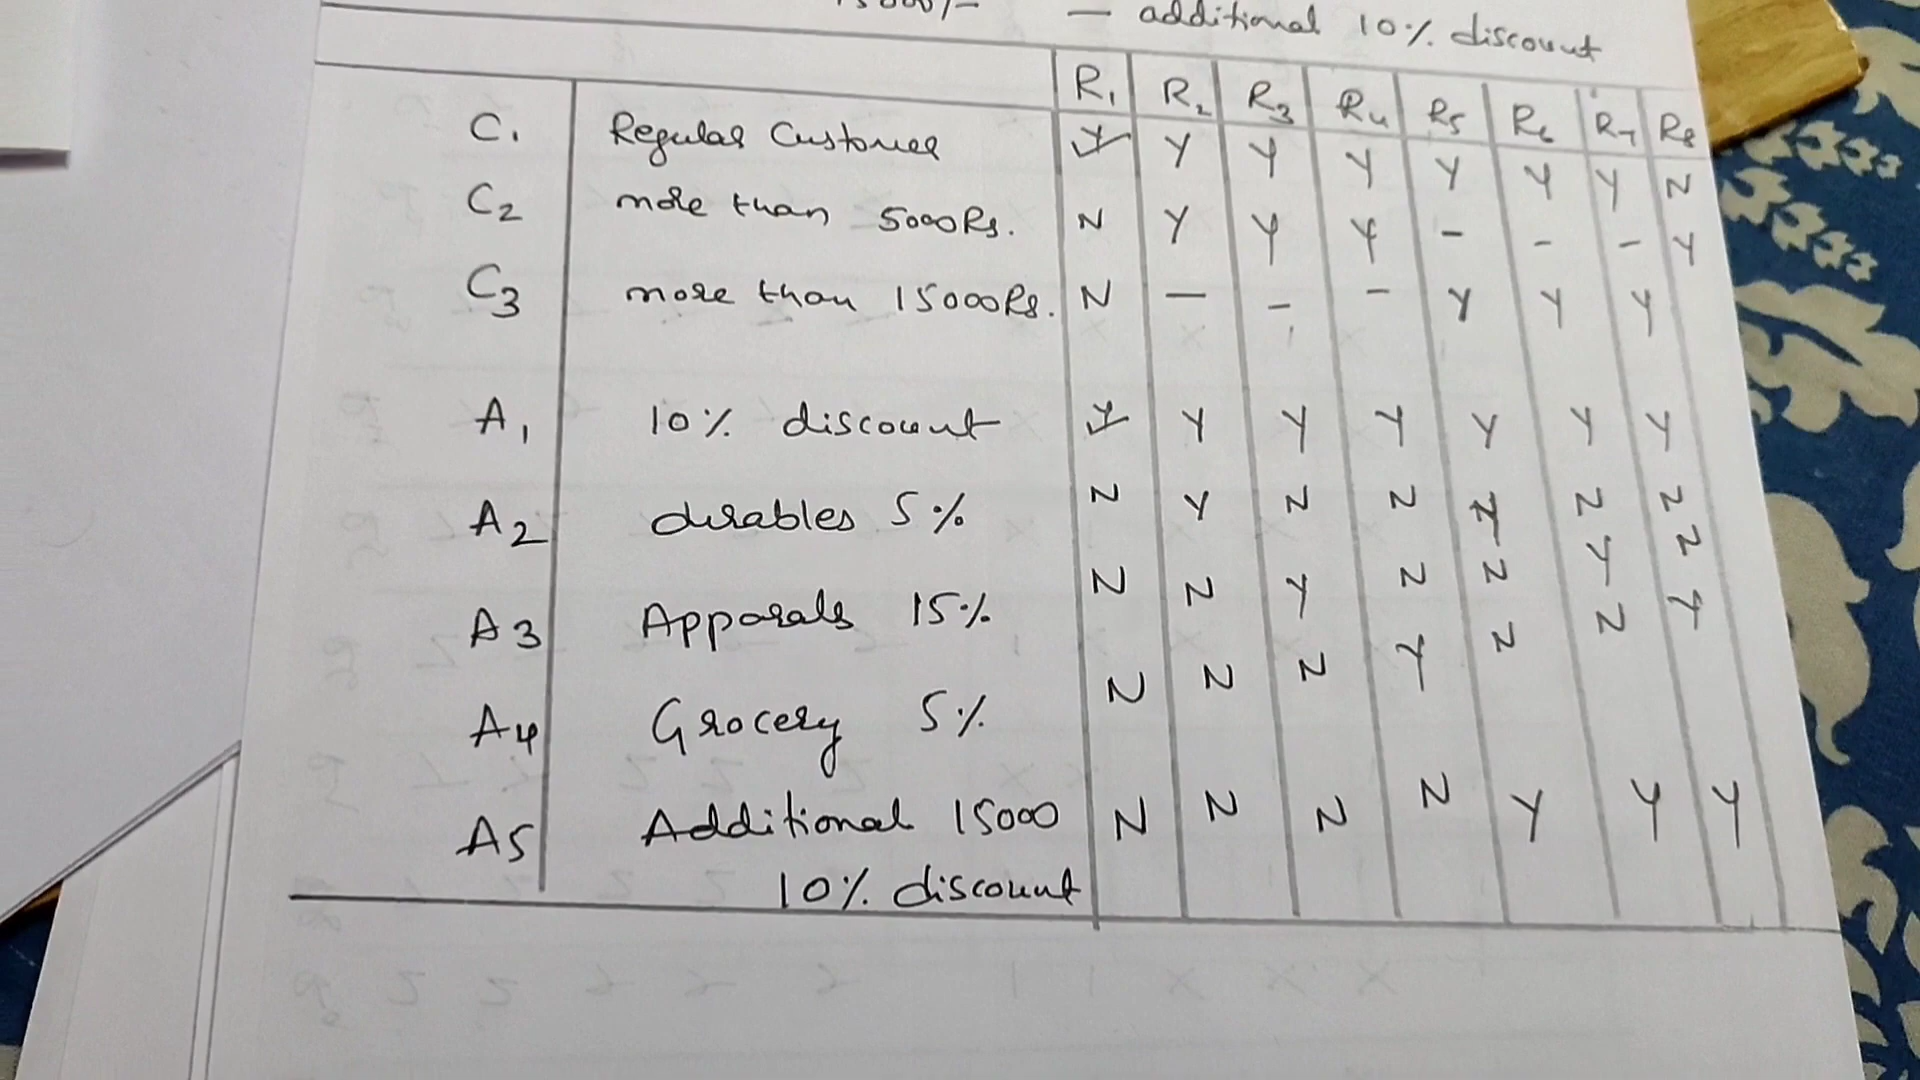 — additional 10% discount
R1 R2 R3 R4 R5 R6 R7 R8
C1 Regular Customer Y Y Y Y Y Y Y N
C2 more than 5000Rs. N Y Y Y - - - Y
C3 more than 15000Rs. N - - - Y Y Y
A1 10% discount Y Y Y Y Y Y Y
A2 durables 5% N Y N N Y N N
A3 Apparals 15% N N Y N N Y N
A4 Grocery 5% N N N Y N N Y
A5 Additional 15000 N N N N Y Y Y
10% discount